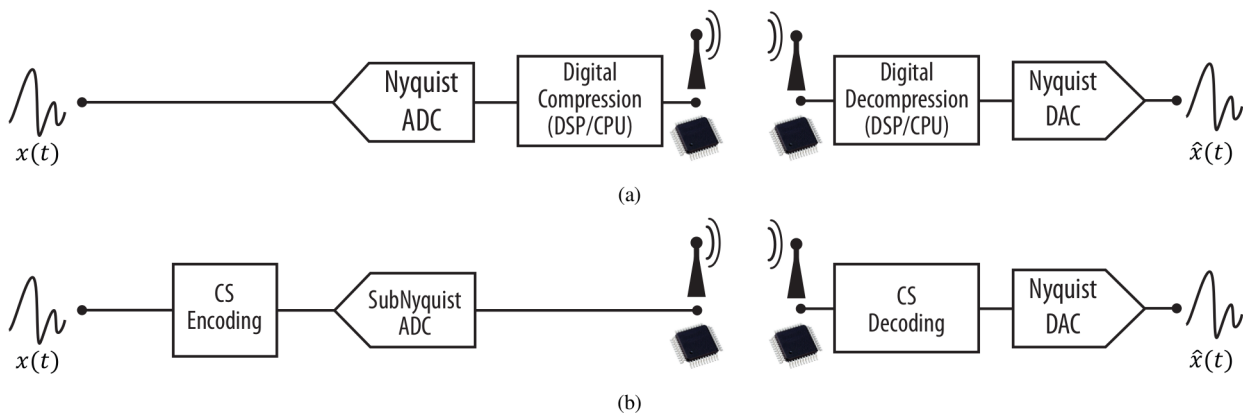 Nyquist
ADC
Digital
Compression
(DSP/CPU)
Digital
Decompression
(DSP/CPU)
Nyquist
DAC
x(t)
x̂(t)
(a)
CS
Encoding
SubNyquist
ADC
CS
Decoding
Nyquist
DAC
x(t)
x̂(t)
(b)